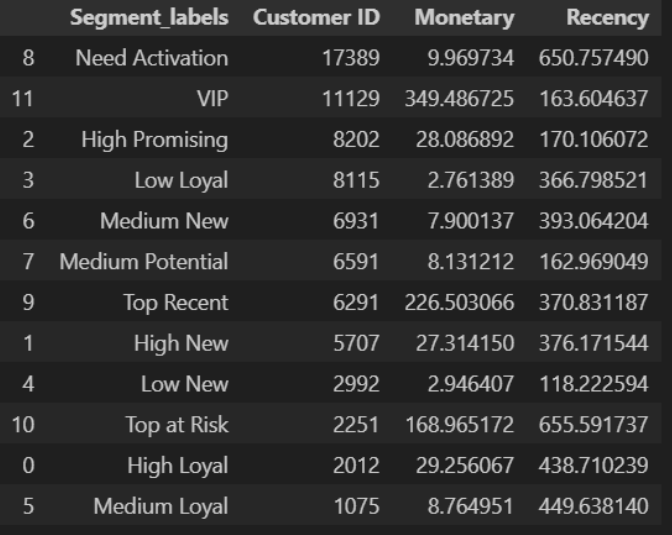 Segment_labels Customer ID Monetary Recency
8 Need Activation 17389 9.969734 650.757490
11 VIP 11129 349.486725 163.604637
2 High Promising 8202 28.086892 170.106072
3 Low Loyal 8115 2.761389 366.798521
6 Medium New 6931 7.900137 393.064204
7 Medium Potential 6591 8.131212 162.969049
9 Top Recent 6291 226.503066 370.831187
1 High New 5707 27.314150 376.171544
4 Low New 2992 2.946407 118.222594
10 Top at Risk 2251 168.965172 655.591737
0 High Loyal 2012 29.256067 438.710239
5 Medium Loyal 1075 8.764951 449.638140